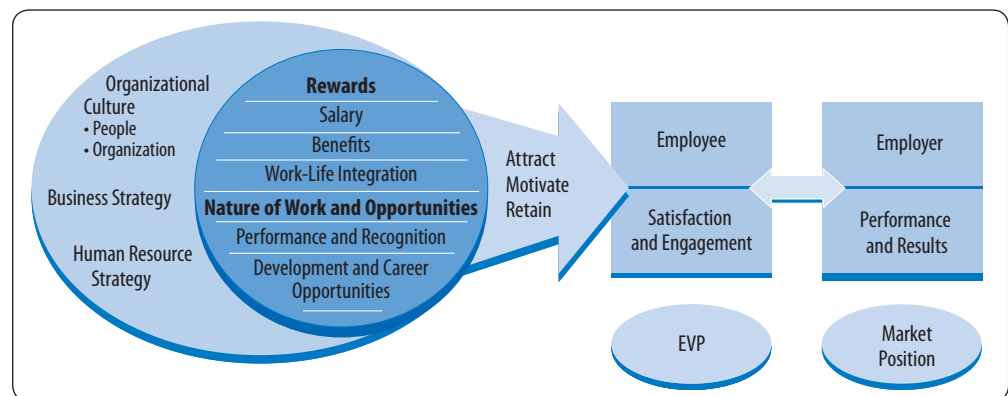 Organizational
Culture
• People
• Organization
Business Strategy
Human Resource
Strategy
Rewards
Salary
Benefits
Work-Life Integration
Nature of Work and Opportunities
Performance and Recognition
Development and Career
Opportunities
Attract
Motivate
Retain
Employee
Satisfaction
and Engagement
EVP
Employer
Performance
and Results
Market
Position